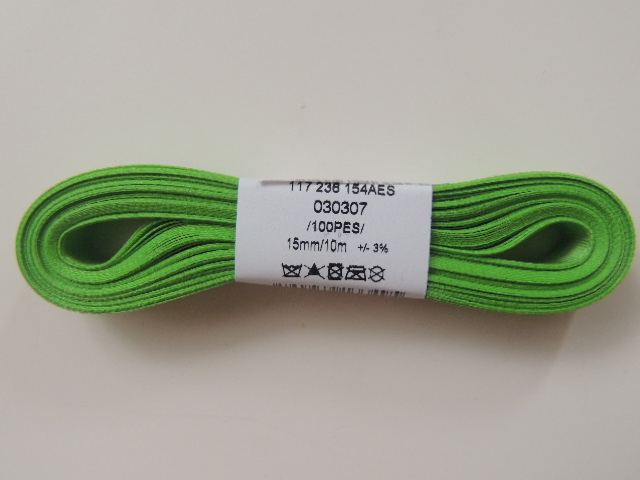 117 236 154AES
030307
/100PES/
15mm/10m +/- 3%